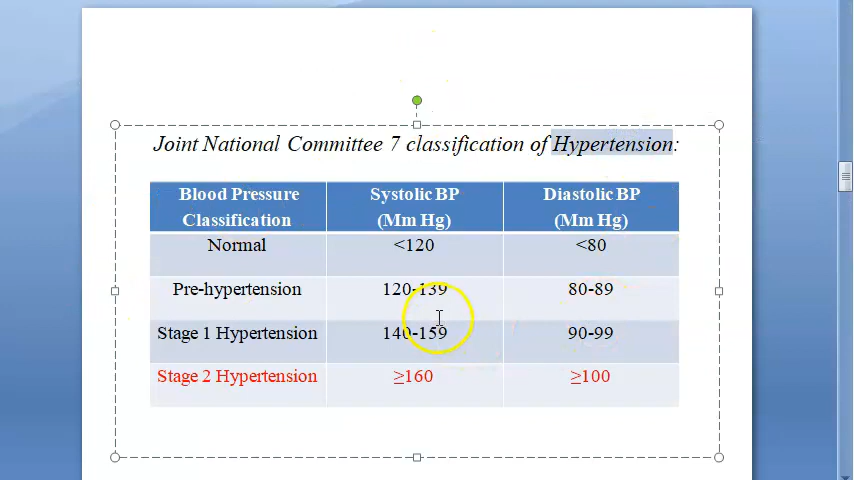 Joint National Committee 7 classification of Hypertension:
Blood Pressure Classification Systolic BP (Mm Hg) Diastolic BP (Mm Hg)
Normal <120 <80
Pre-hypertension 120-139 80-89
Stage 1 Hypertension 140-159 90-99
Stage 2 Hypertension ≥160 ≥100